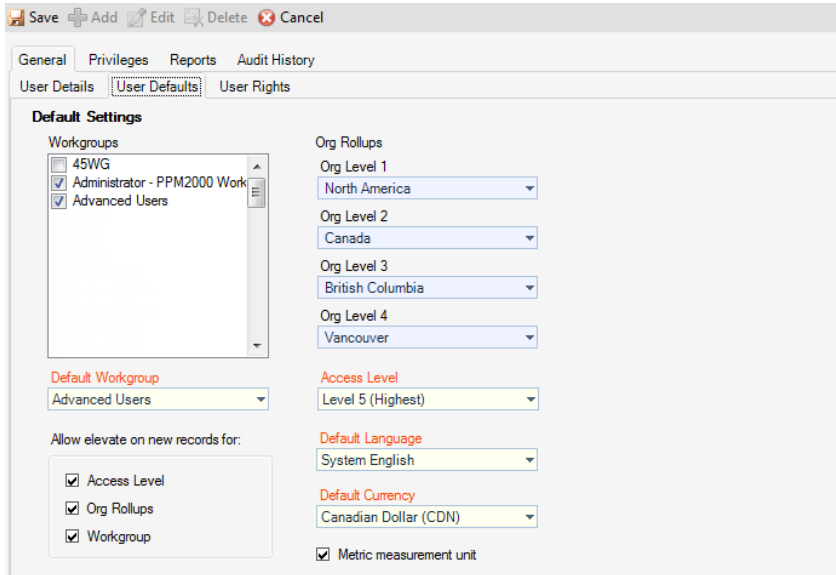 Save Add Edit Delete Cancel
General Privileges Reports Audit History
User Details User Defaults User Rights
Default Settings
Workgroups
45WG
Administrator - PPM2000 Work
Advanced Users
Default Workgroup
Advanced Users
Allow elevate on new records for:
Access Level
Org Rollups
Workgroup
Org Rollups
Org Level 1
North America
Org Level 2
Canada
Org Level 3
British Columbia
Org Level 4
Vancouver
Access Level
Level 5 (Highest)
Default Language
System English
Default Currency
Canadian Dollar (CDN)
Metric measurement unit